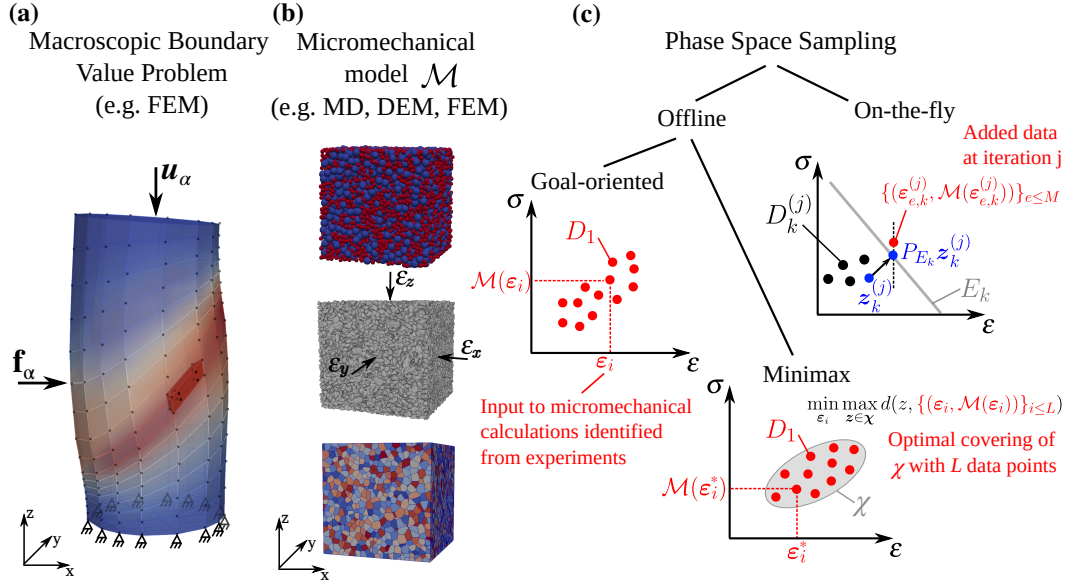 (a)
Macroscopic Boundary
Value Problem
(e.g. FEM)
u_α
f_α
z
y
x
(b)
Micromechanical
model ℳ
(e.g. MD, DEM, FEM)
ε_z
ε_y
ε_x
z
y
x
(c)
Phase Space Sampling
Offline
On-the-fly
Goal-oriented
σ
D_1
ℳ(ε_i)
ε_i
ε
Input to micromechanical
calculations identified
from experiments
Added data
at iteration j
σ
{(ε_{e,k}^{(j)}, ℳ(ε_{e,k}^{(j)}))}_{e≤M}
D_k^{(j)}
P_{E_k} z_k^{(j)}
z_k^{(j)}
E_k
ε
Minimax
min_{ε_i} max_{z∈χ} d(z, {(ε_i, ℳ(ε_i))}_{i≤L})
σ
D_1
Optimal covering of
χ with L data points
ℳ(ε_i^*)
χ
ε_i^*
ε